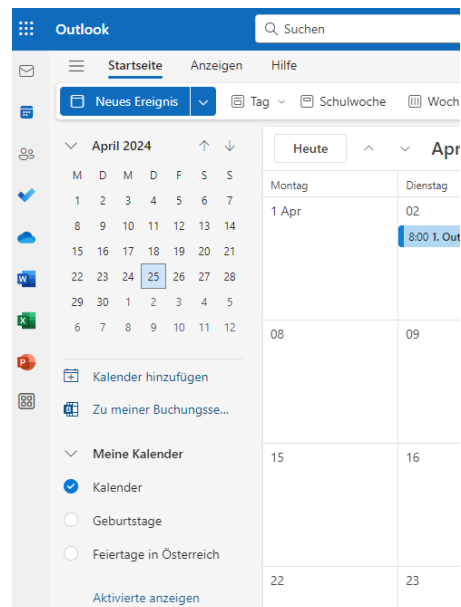 Outlook
Suchen
Startseite Anzeigen Hilfe
Neues Ereignis Tag Schulwoche Woch
April 2024
M D M D F S S
1 2 3 4 5 6 7
8 9 10 11 12 13 14
15 16 17 18 19 20 21
22 23 24 25 26 27 28
29 30 1 2 3 4 5
6 7 8 9 10 11 12
Kalender hinzufügen
Zu meiner Buchungsse...
Meine Kalender
Kalender
Geburtstage
Feiertage in Österreich
Aktivierte anzeigen
Heute Apr
Montag Dienstag
1 Apr 02
8:00 1. Out
08 09
15 16
22 23